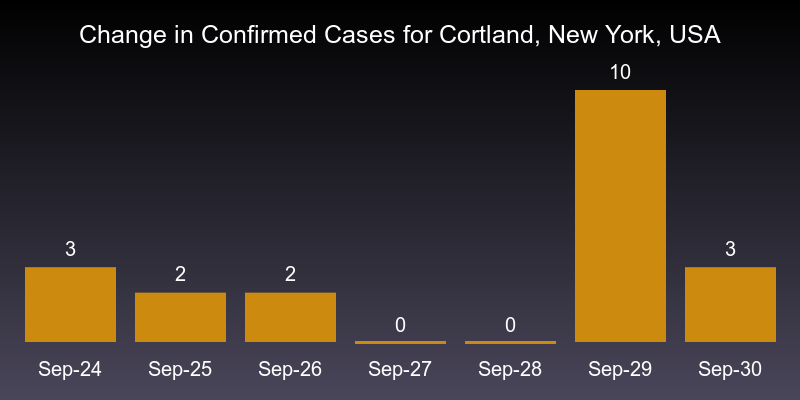 Change in Confirmed Cases for Cortland, New York, USA
10
3
2
2
0
0
3
Sep-24
Sep-25
Sep-26
Sep-27
Sep-28
Sep-29
Sep-30